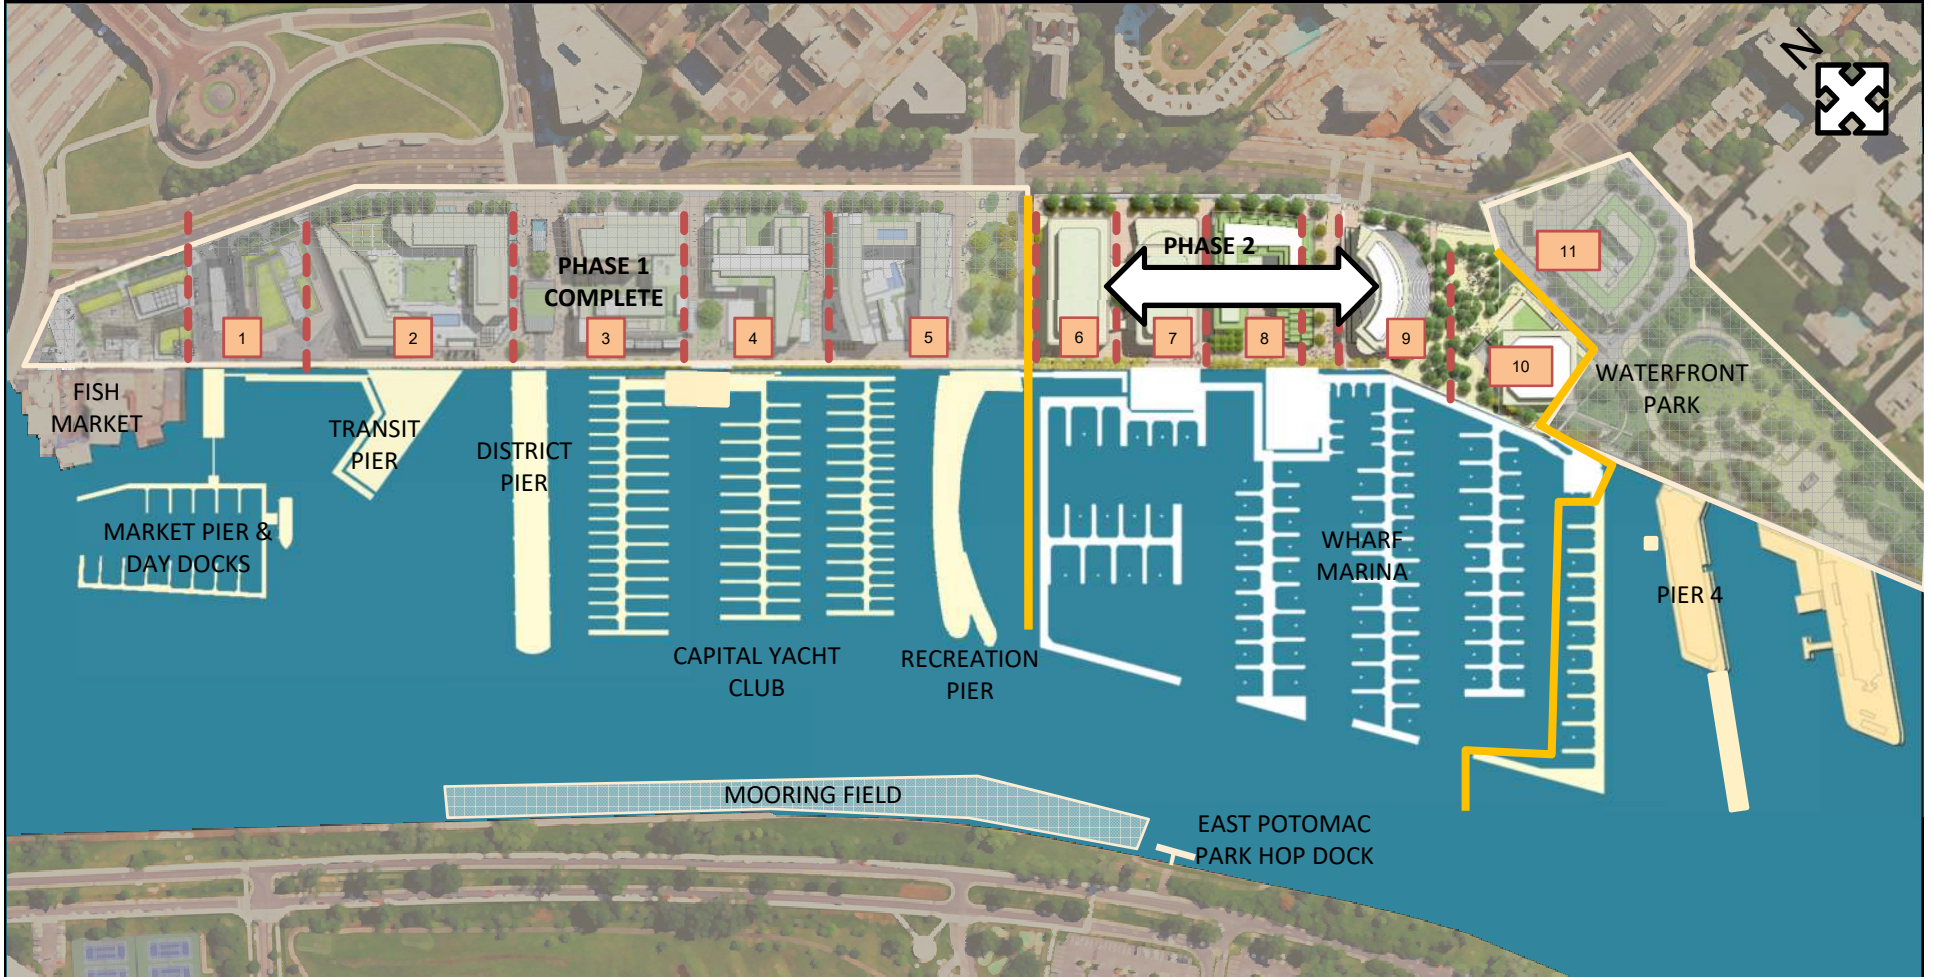 N
PHASE 1
COMPLETE
PHASE 2
1
2
3
4
5
6
7
8
9
10
11
FISH
MARKET
TRANSIT
PIER
DISTRICT
PIER
MARKET PIER &
DAY DOCKS
CAPITAL YACHT
CLUB
RECREATION
PIER
WHARF
MARINA
WATERFRONT
PARK
PIER 4
MOORING FIELD
EAST POTOMAC
PARK HOP DOCK